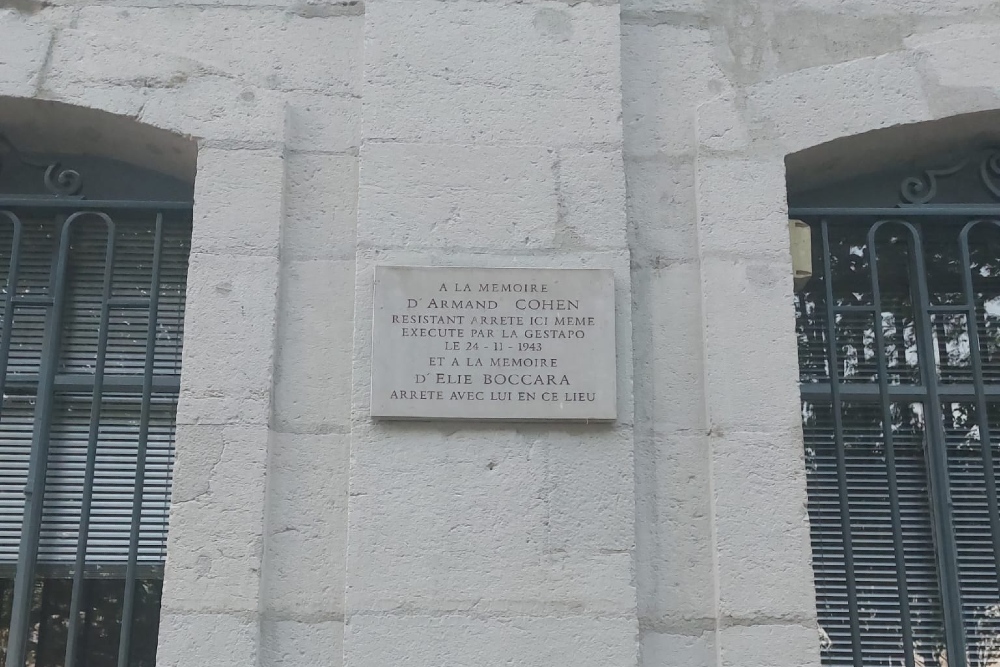 A LA MEMOIRE
D'ARMAND COHEN
RESISTANT ARRETE ICI MEME
EXECUTE PAR LA GESTAPO
LE 24 - 11 - 1943
ET A LA MEMOIRE
D'ELIE BOCCARA
ARRETE AVEC LUI EN CE LIEU